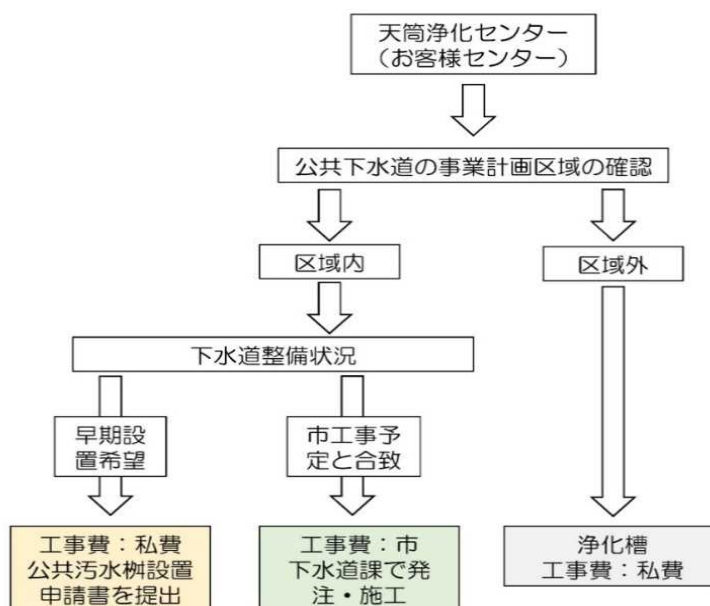 天筒浄化センター
（お客様センター）
公共下水道の事業計画区域の確認
区域内
区域外
下水道整備状況
早期設
置希望
市工事予
定と合致
工事費：私費
公共汚水桝設置
申請書を提出
工事費：市
下水道課で発
注・施工
浄化槽
工事費：私費